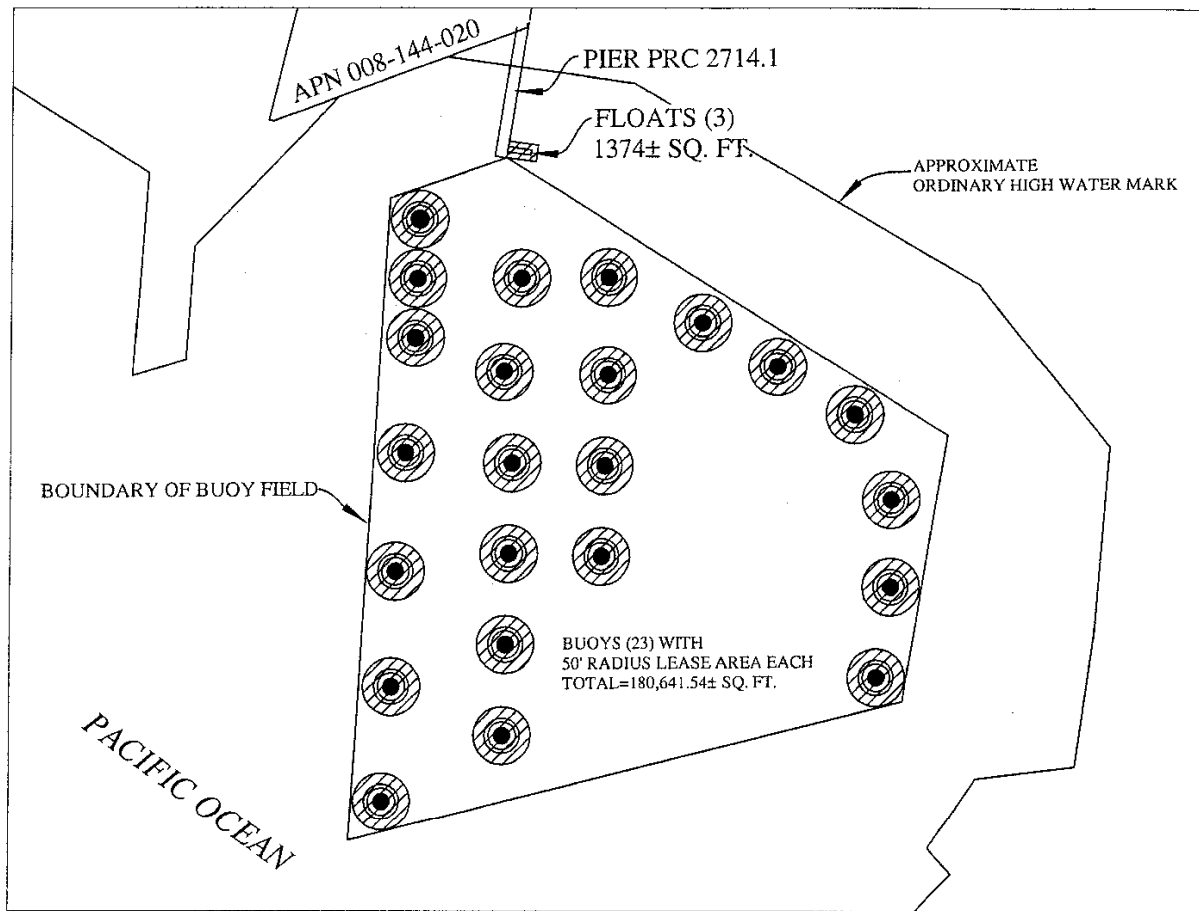 APN 008-144-020
PIER PRC 2714.1
FLOATS (3)
1374± SQ. FT.
APPROXIMATE
ORDINARY HIGH WATER MARK
BOUNDARY OF BUOY FIELD
BUOYS (23) WITH
50' RADIUS LEASE AREA EACH
TOTAL=180,641.54± SQ. FT.
PACIFIC OCEAN